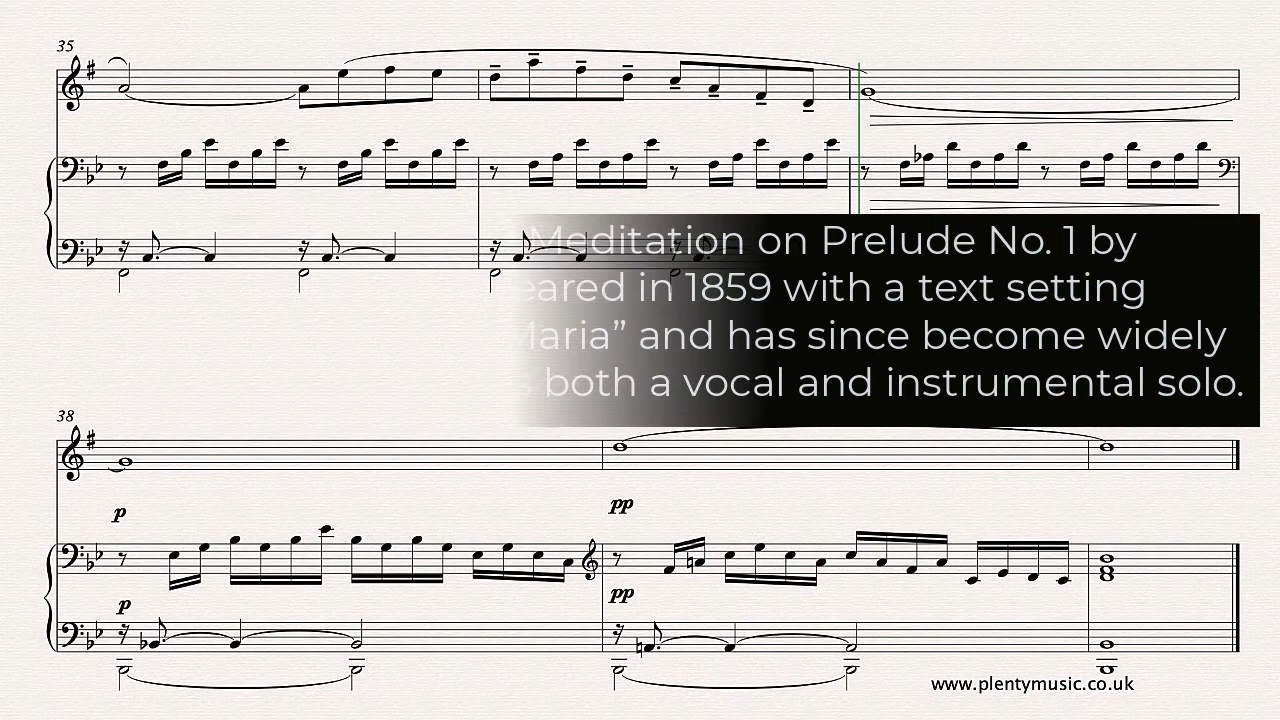 35
Meditation on Prelude No. 1 by
eared in 1859 with a text setting
Maria” and has since become widely
s both a vocal and instrumental solo.
38
p
pp
p
pp
www.plentymusic.co.uk